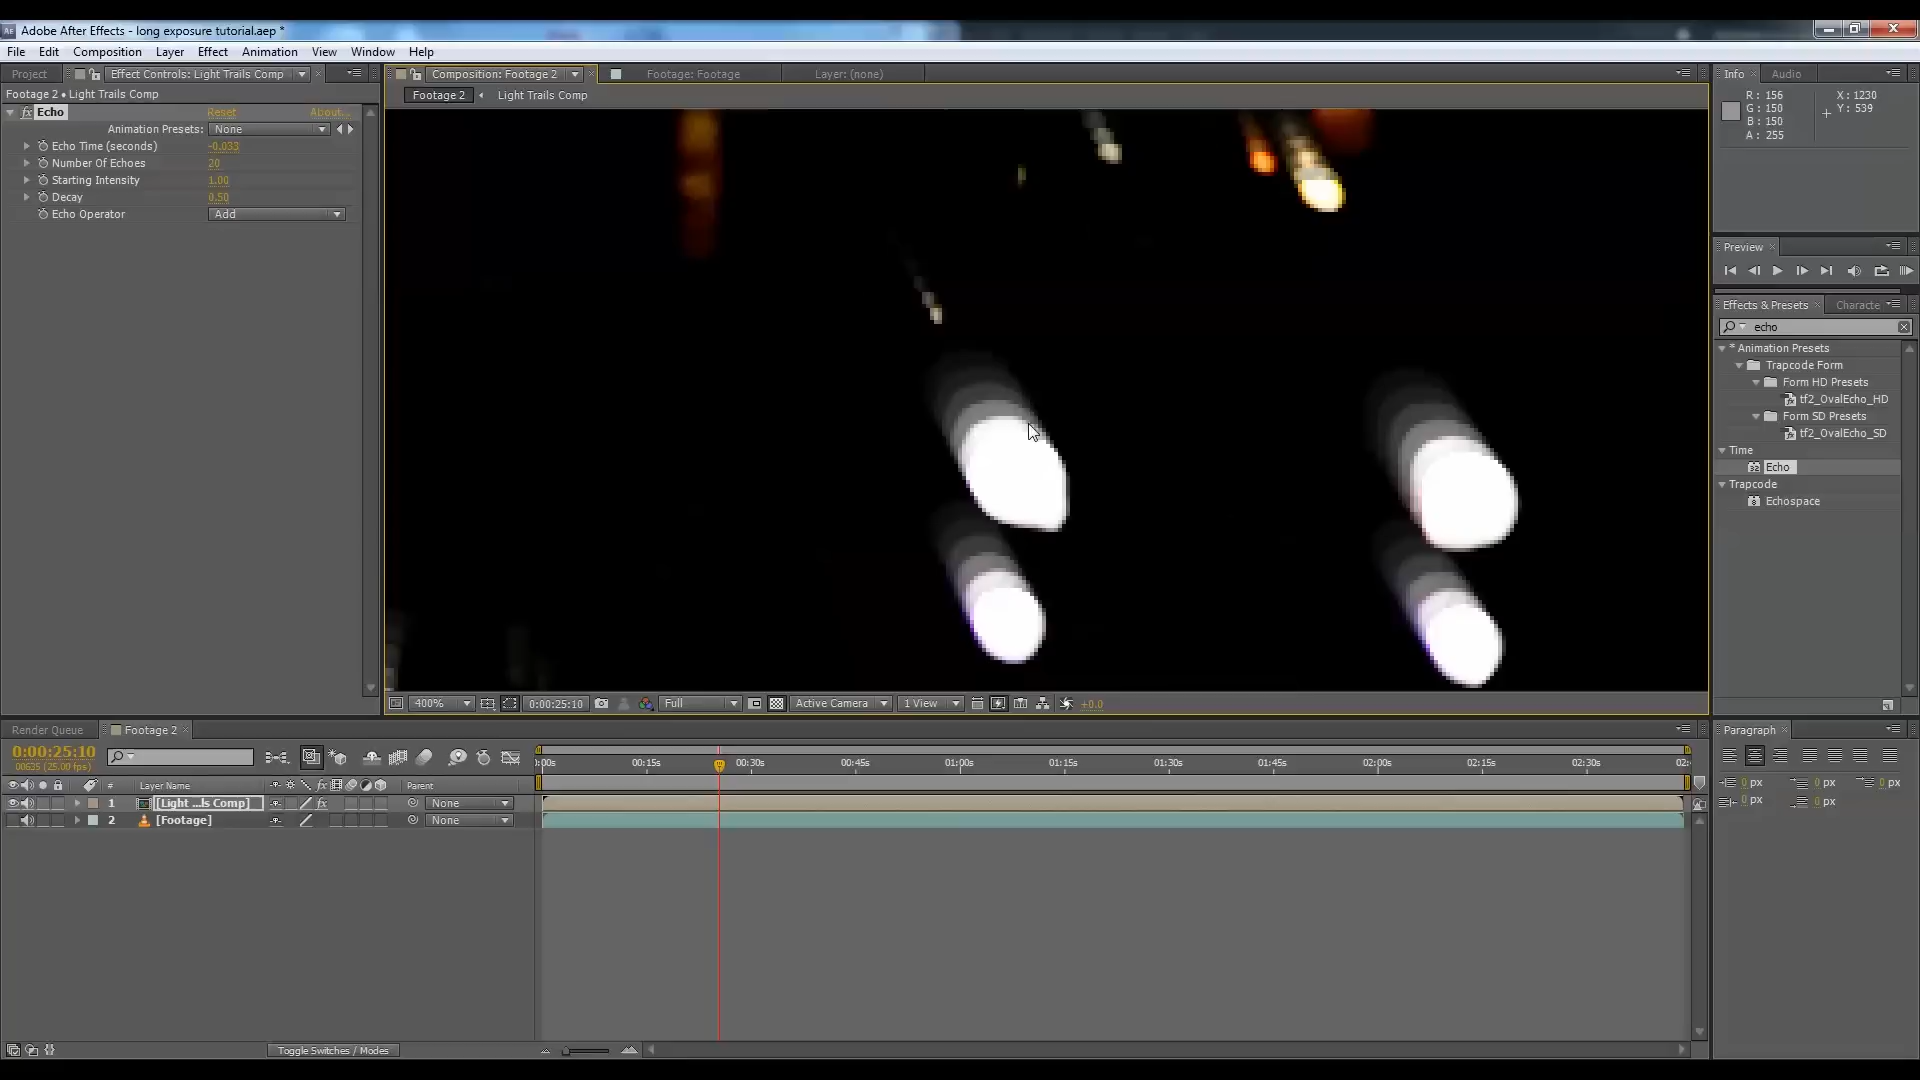 Adobe After Effects - long exposure tutorial.aep *
File Edit Composition Layer Effect Animation View Window Help
Project Effect Controls: Light Trails Comp
Footage 2 • Light Trails Comp
Echo Reset About...
Animation Presets: None
Echo Time (seconds) -0.033
Number Of Echoes 20
Starting Intensity 1.00
Decay 0.50
Echo Operator Add
Composition: Footage 2 Footage: Footage Layer: (none)
Footage 2 Light Trails Comp
400% 0:00:25:10 Full Active Camera 1 View +0.0
Info Audio
R: 156 X: 1230
G: 150 Y: 539
B: 150
A: 255
Preview
Effects & Presets Characte
echo
* Animation Presets
Trapcode Form
Form HD Presets
tf2_OvalEcho_HD
Form SD Presets
tf2_OvalEcho_SD
Time
Echo
Trapcode
Echospace
Render Queue Footage 2
0:00:25:10
00635 (25.00 fps)
:00s 00:15s 00:30s 00:45s 01:00s 01:15s 01:30s 01:45s 02:00s 02:15s 02:30s 02:
# Layer Name Parent
1 [Light ...ls Comp] None
2 [Footage] None
Toggle Switches / Modes
Paragraph
0 px 0 px 0 px
0 px 0 px